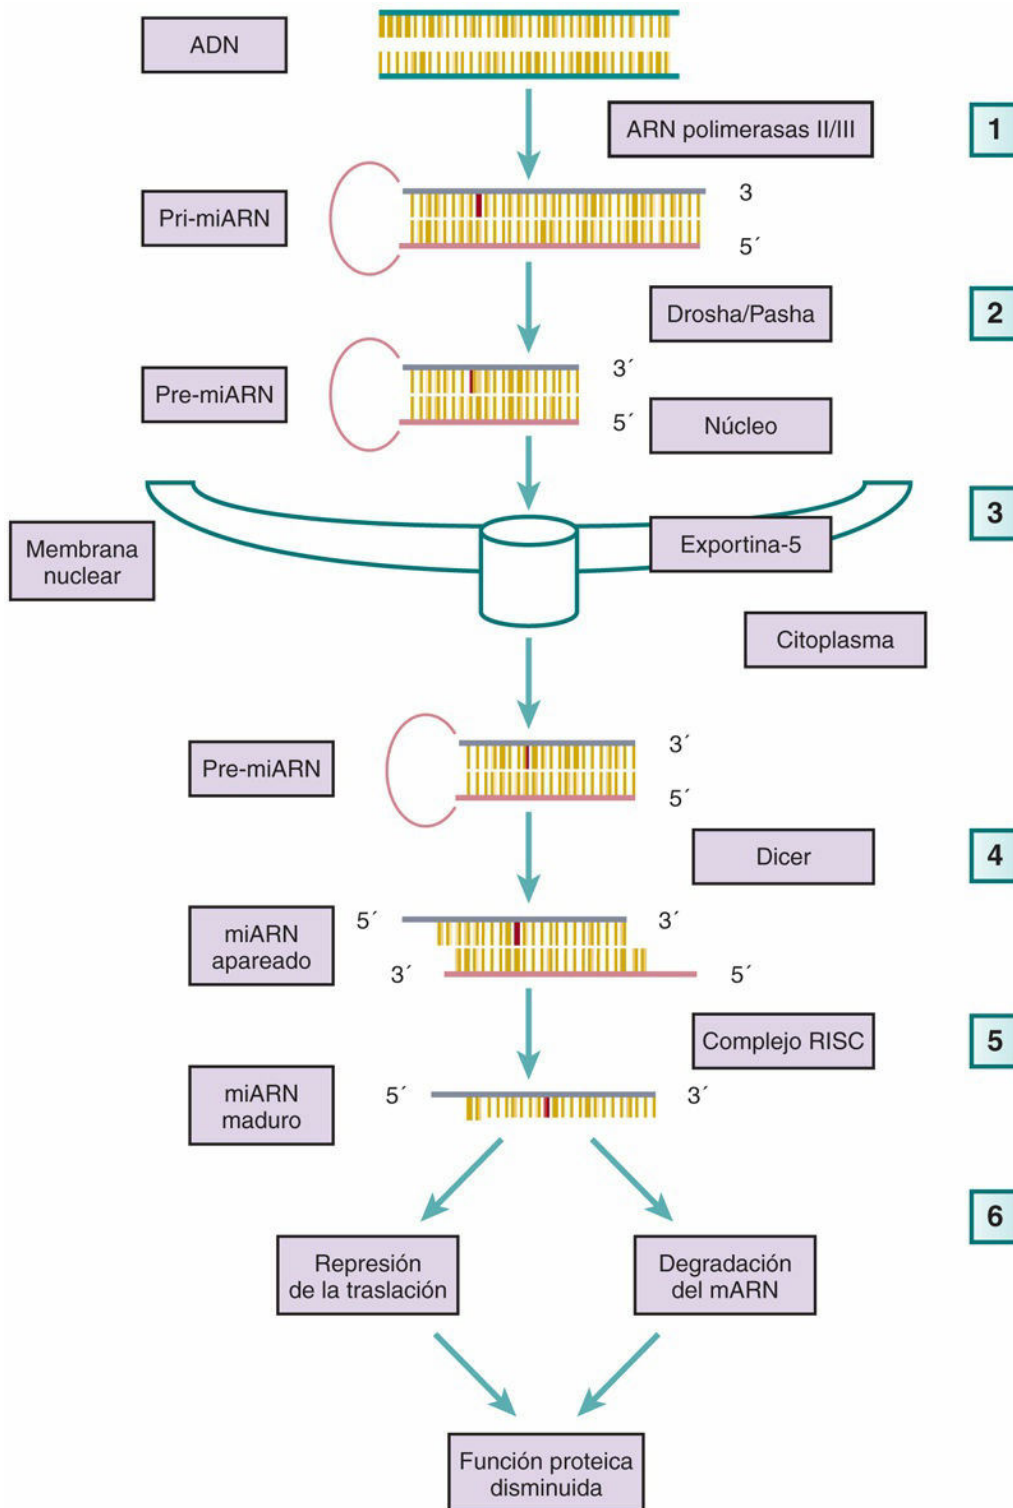 ADN
ARN polimerasas II/III
1
3
Pri-miARN
5´
2
Drosha/Pasha
3´
Pre-miARN
5´
Núcleo
3
Membrana
nuclear
Exportina-5
Citoplasma
3´
Pre-miARN
5´
4
Dicer
5´
3´
miARN
apareado
3´
5´
5
Complejo RISC
5´
3´
miARN
maduro
6
Represión
de la traslación
Degradación
del mARN
Función proteica
disminuida